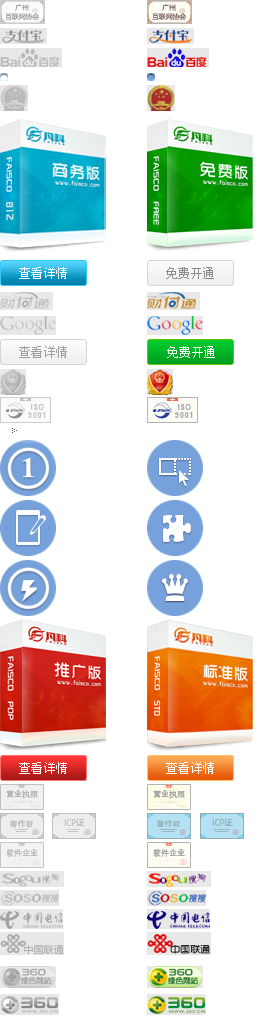 广州 广州
互联网协会 互联网协会
支付宝 支付宝
Bai百度 Bai百度
凡科 凡科
FAISCO FAISCO
商务版 免费版
www.faisco.com www.faisco.com
FAISCO BIZ FAISCO FREE
查看详情 免费开通
财付通 财付通
Google Google
查看详情 免费开通
ISO ISO
9001 9001
1
凡科 凡科
推广版 标准版
www.faisco.com www.faisco.com
FAISCO POP FAISCO STD
查看详情 查看详情
营业执照 营业执照
著作权 ICP证 著作权 ICP证
软件企业 软件企业
Sogou搜狗 Sogou搜狗
SOSO搜搜 SOSO搜搜
中国电信 中国电信
CHINA TELECOM CHINA TELECOM
中国联通 中国联通
360 360
绿色网站 绿色网站
360 360
WWW.360.CN WWW.360.CN